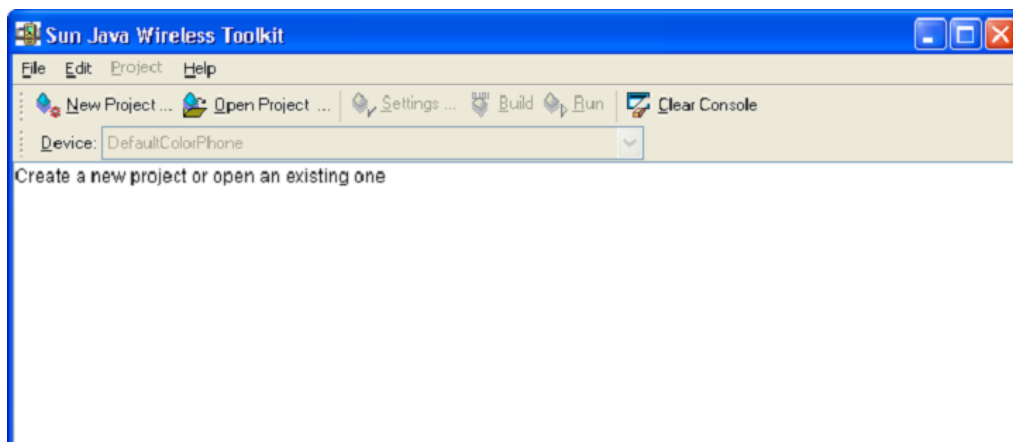 Sun Java Wireless Toolkit
File Edit Project Help
New Project ... Open Project ... Settings ... Build Run Clear Console
Device: DefaultColorPhone
Create a new project or open an existing one